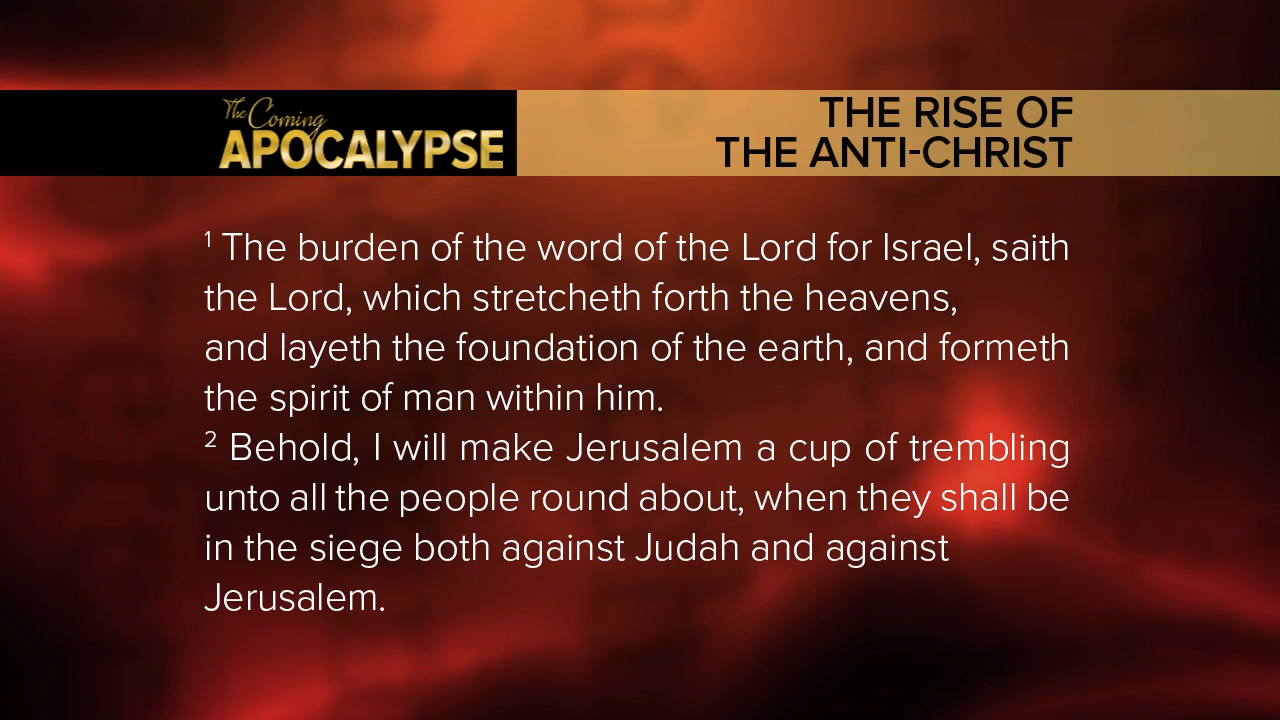 The Coming
APOCALYPSE
THE RISE OF
THE ANTI-CHRIST
1 The burden of the word of the Lord for Israel, saith
the Lord, which stretcheth forth the heavens,
and layeth the foundation of the earth, and formeth
the spirit of man within him.
2 Behold, I will make Jerusalem a cup of trembling
unto all the people round about, when they shall be
in the siege both against Judah and against
Jerusalem.